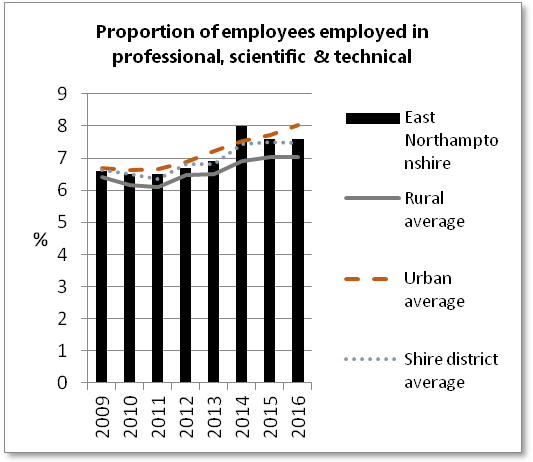 Proportion of employees employed in
professional, scientific & technical
9
8
7
6
5
4
3
2
1
0
%
2009
2010
2011
2012
2013
2014
2015
2016
East
Northampto
nshire
Rural
average
Urban
average
Shire district
average